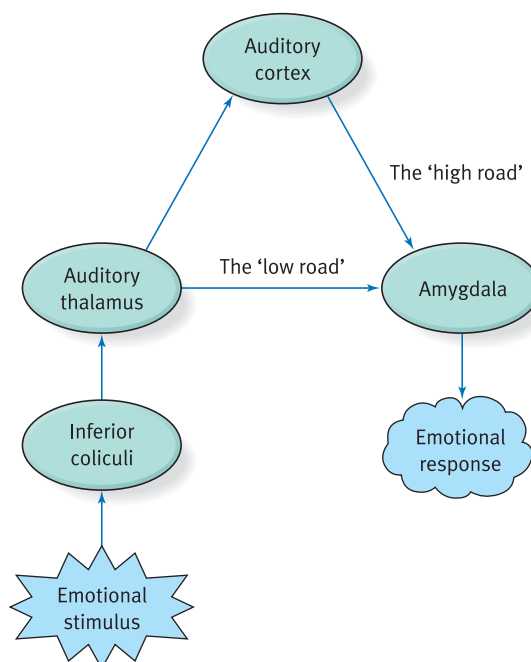 Auditory
cortex
The ‘high road’
Auditory
thalamus
The ‘low road’
Amygdala
Inferior
coliculi
Emotional
response
Emotional
stimulus